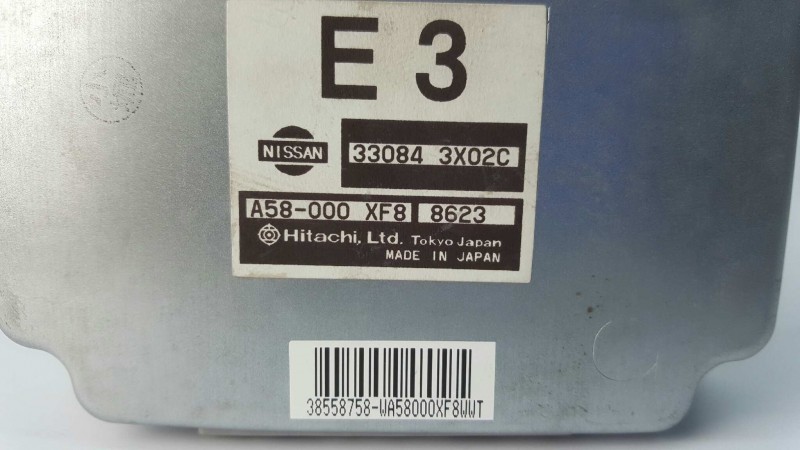 E 3
NISSAN 33084 3X02C
A58-000 XF8 8623
Hitachi, Ltd. Tokyo Japan
MADE IN JAPAN
38558758-WA58000XF8WWT